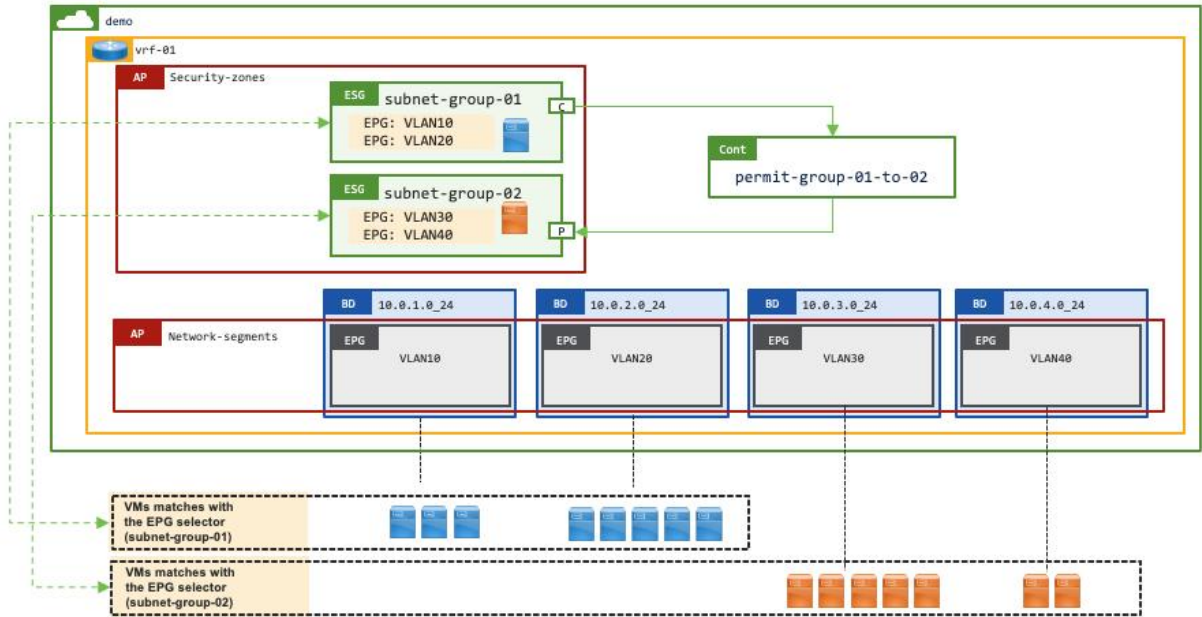 demo
vrf-01
AP Security-zones
ESG subnet-group-01
C
EPG: VLAN10
EPG: VLAN20
Cont
permit-group-01-to-02
ESG subnet-group-02
EPG: VLAN30
P
EPG: VLAN40
BD 10.0.1.0_24
BD 10.0.2.0_24
BD 10.0.3.0_24
BD 10.0.4.0_24
AP Network-segments
EPG
VLAN10
EPG
VLAN20
EPG
VLAN30
EPG
VLAN40
VMs matches with
the EPG selector
(subnet-group-01)
VMs matches with
the EPG selector
(subnet-group-02)